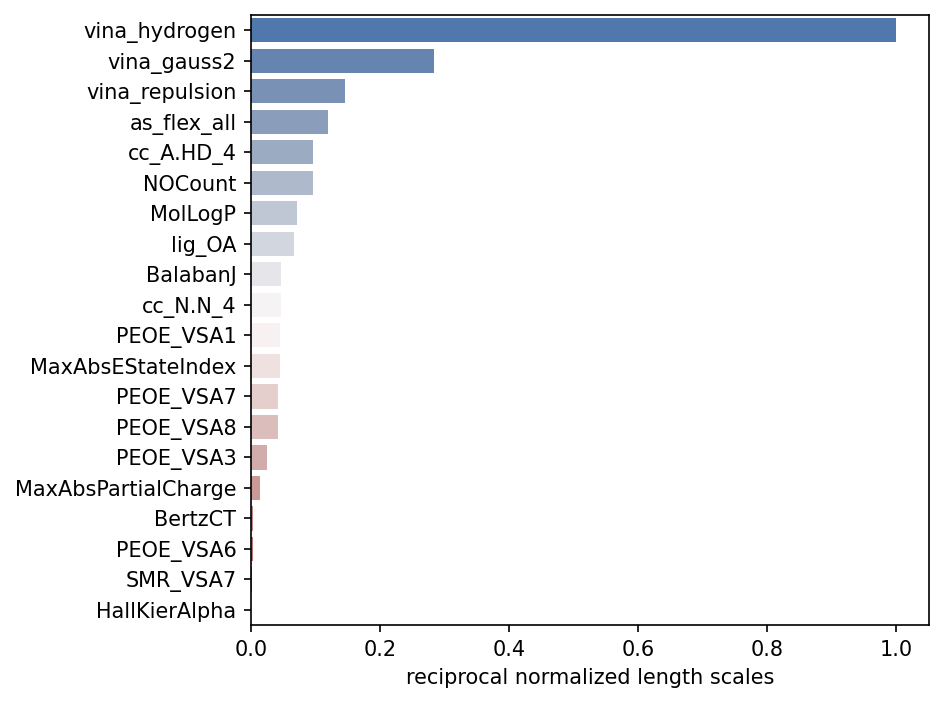 vina_hydrogen
vina_gauss2
vina_repulsion
as_flex_all
cc_A.HD_4
NOCount
MolLogP
lig_OA
BalabanJ
cc_N.N_4
PEOE_VSA1
MaxAbsEStateIndex
PEOE_VSA7
PEOE_VSA8
PEOE_VSA3
MaxAbsPartialCharge
BertzCT
PEOE_VSA6
SMR_VSA7
HallKierAlpha
0.0 0.2 0.4 0.6 0.8 1.0
reciprocal normalized length scales